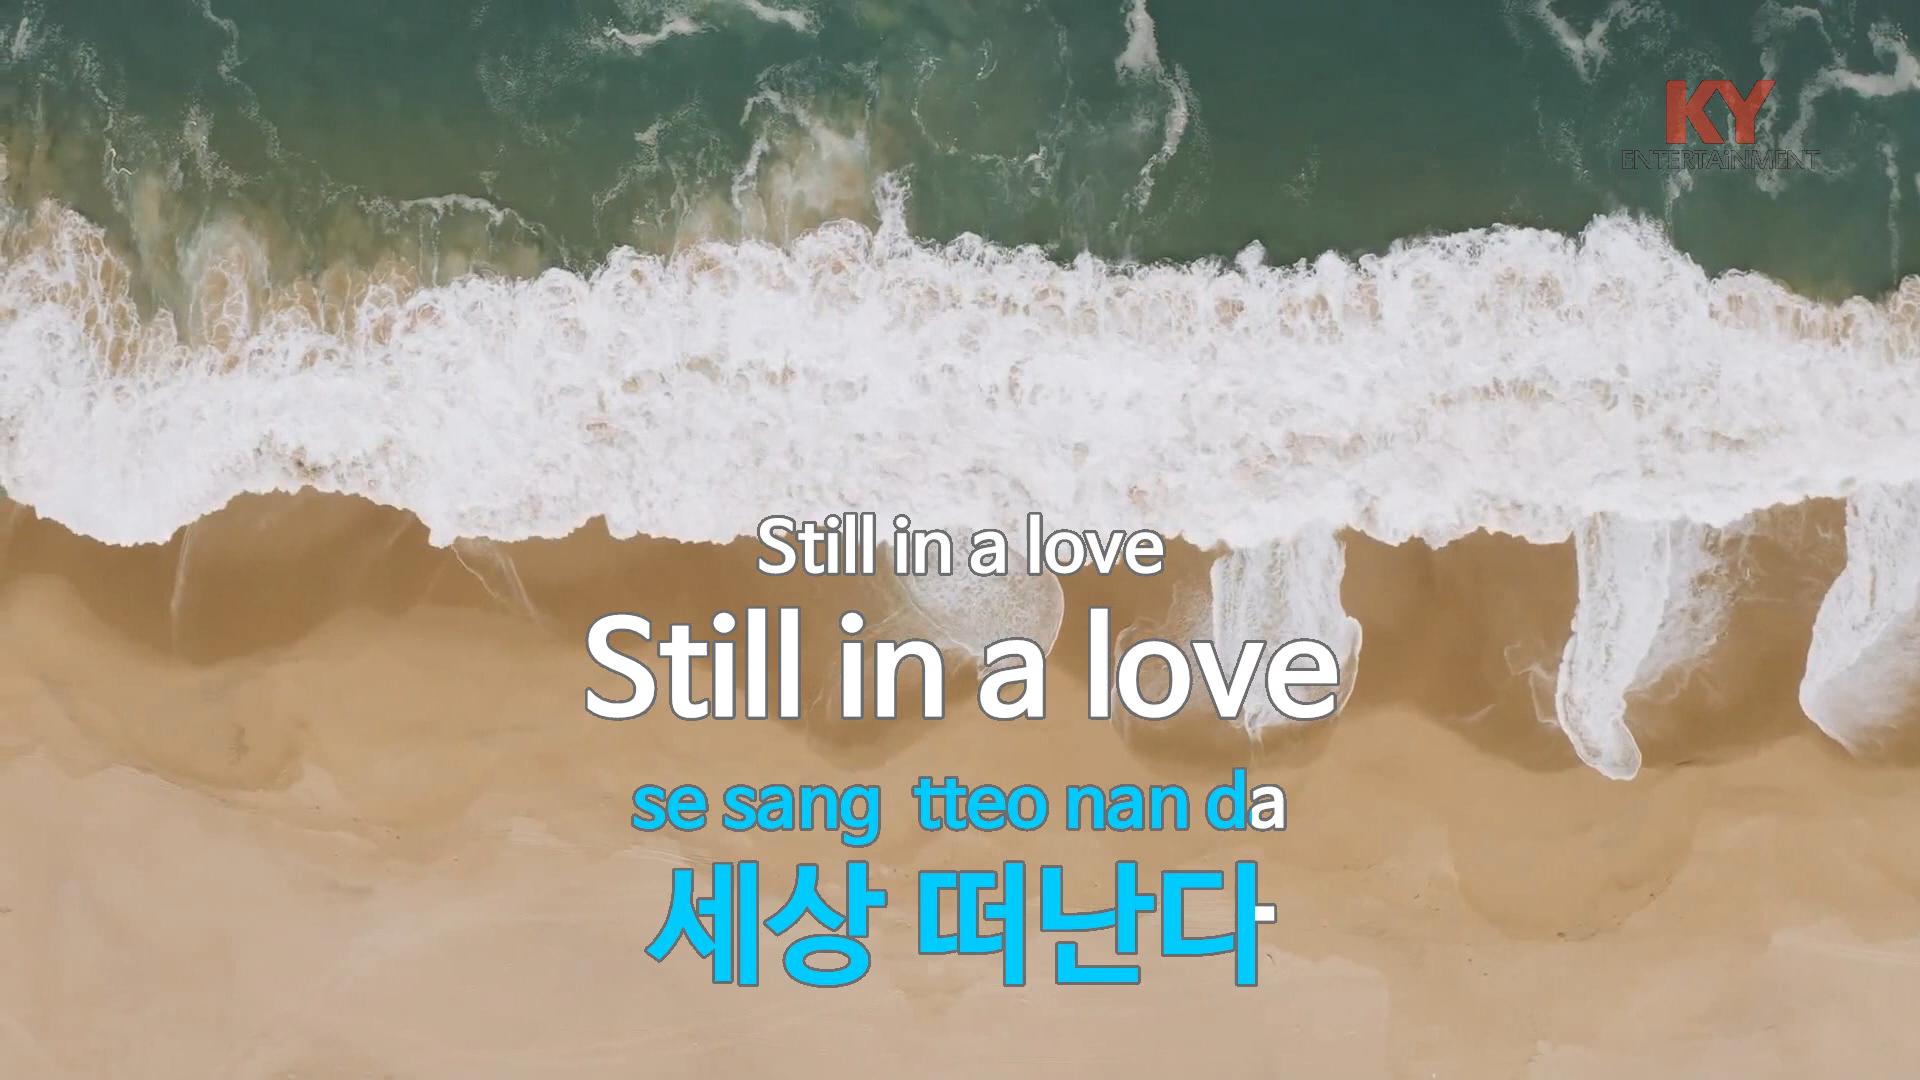 KY
ENTERTAiNMENT
Still in a love
Still in a love
se sang tteo nan da
세상 떠난다